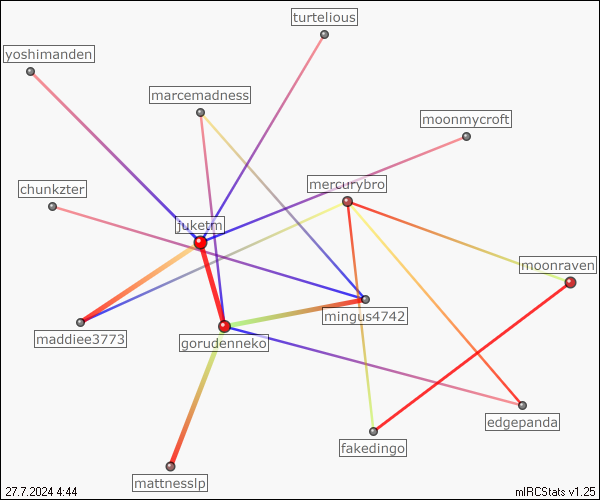 turtelious
yoshimanden
marcemadness
moonmycroft
chunkzter
mercurybro
juketm
moonraven
mingus4742
maddiee3773
gorudenneko
edgepanda
fakedingo
mattnesslp
27.7.2024 4:44
mIRCStats v1.25